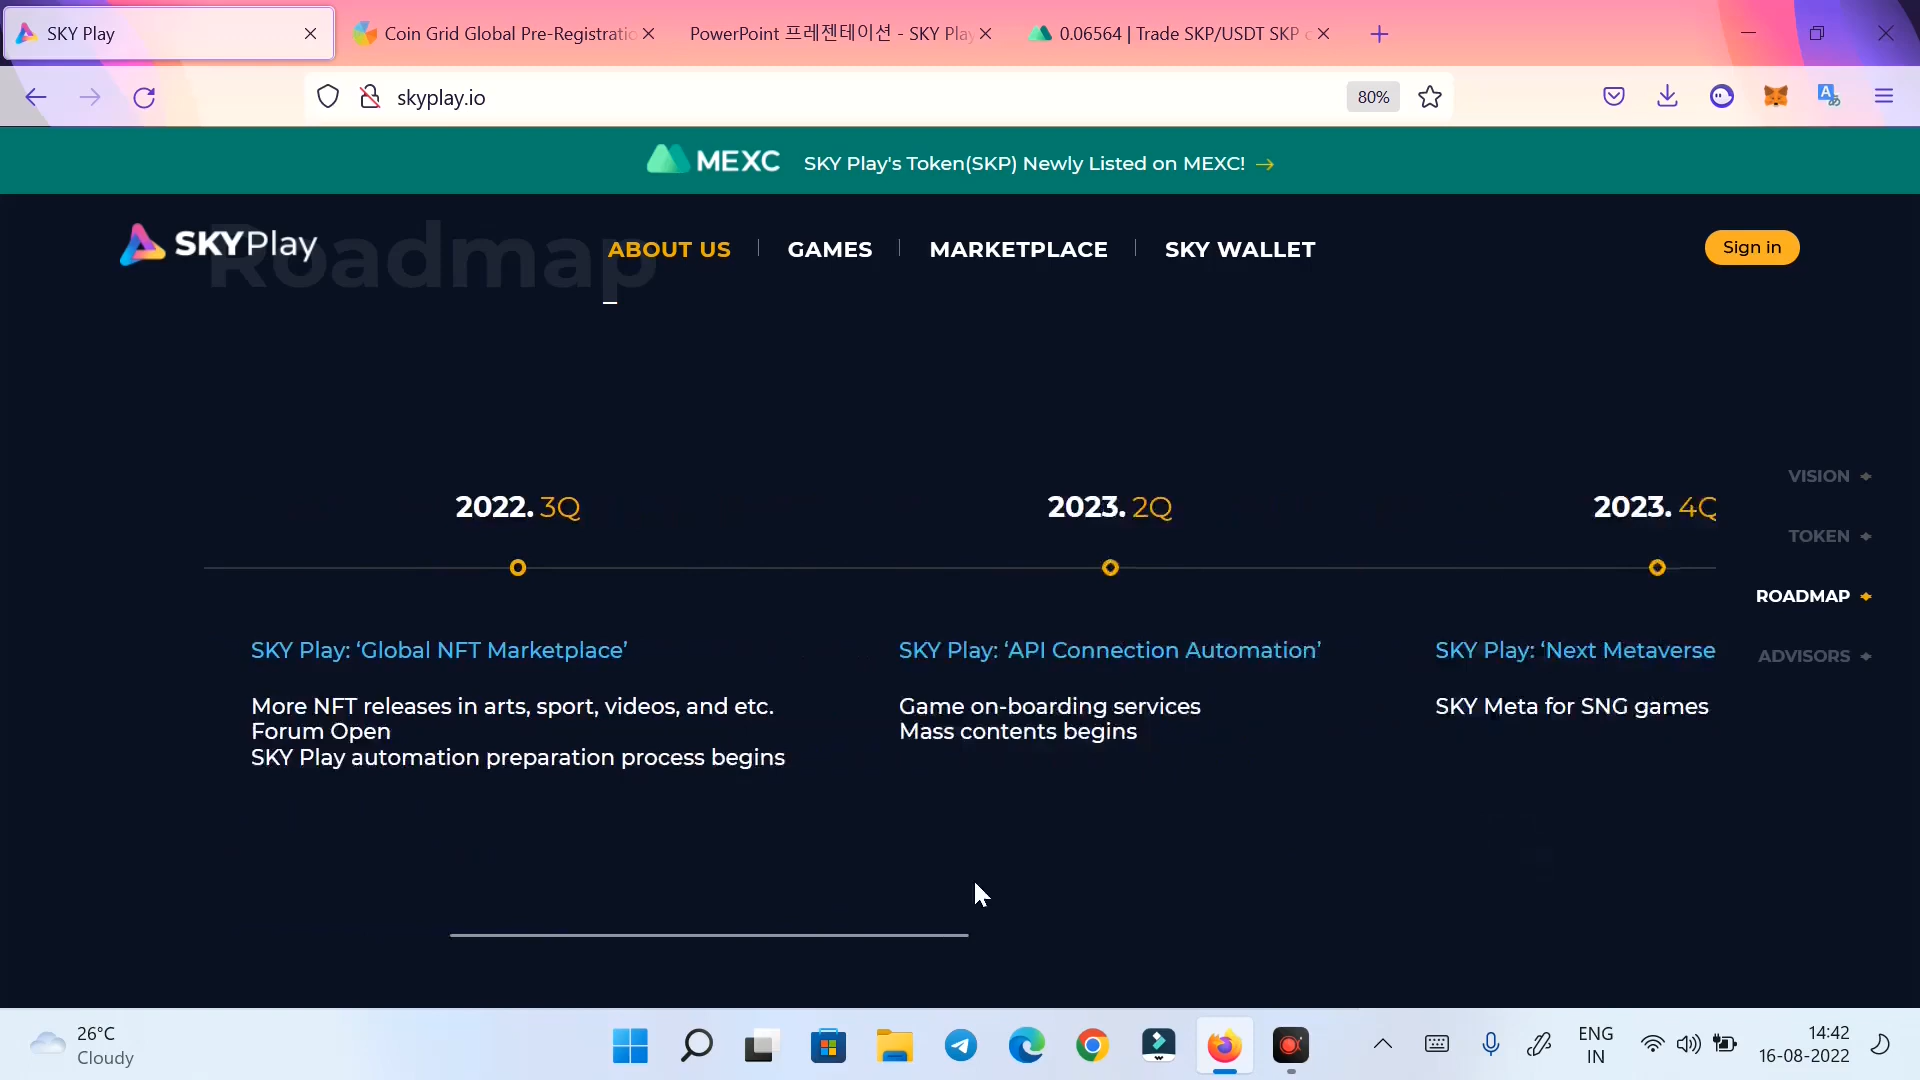 SKY Play
Coin Grid Global Pre-Registratio
PowerPoint 프레젠테이션 - SKY Play
0.06564 | Trade SKP/USDT SKP c
skyplay.io
80%
MEXC
SKY Play's Token(SKP) Newly Listed on MEXC! →
Roadmap
SKYPlay
ABOUT US
GAMES
MARKETPLACE
SKY WALLET
Sign in
VISION
TOKEN
ROADMAP
ADVISORS
2022. 3Q
2023. 2Q
2023. 4Q
SKY Play: ‘Global NFT Marketplace’
More NFT releases in arts, sport, videos, and etc.
Forum Open
SKY Play automation preparation process begins
SKY Play: ‘API Connection Automation’
Game on-boarding services
Mass contents begins
SKY Play: ‘Next Metaverse
SKY Meta for SNG games
26°C
Cloudy
ENG
IN
14:42
16-08-2022